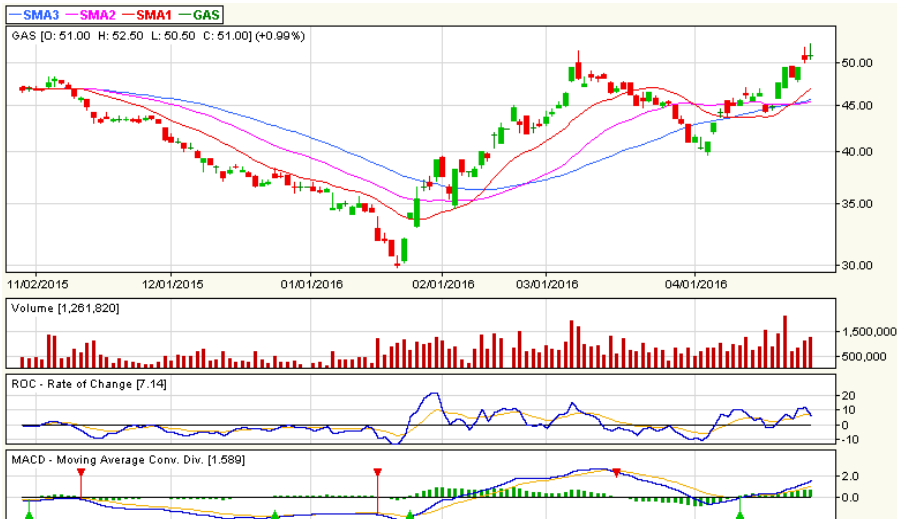 SMA3 SMA2 SMA1 GAS
GAS [O: 51.00 H: 52.50 L: 50.50 C: 51.00] (+0.99%)
50.00
45.00
40.00
35.00
30.00
11/02/2015 12/01/2015 01/01/2016 02/01/2016 03/01/2016 04/01/2016
Volume [1,261,820]
1,500,000
500,000
ROC - Rate of Change [7.14]
20
10
0
-10
MACD - Moving Average Conv. Div. [1.589]
2.0
0.0